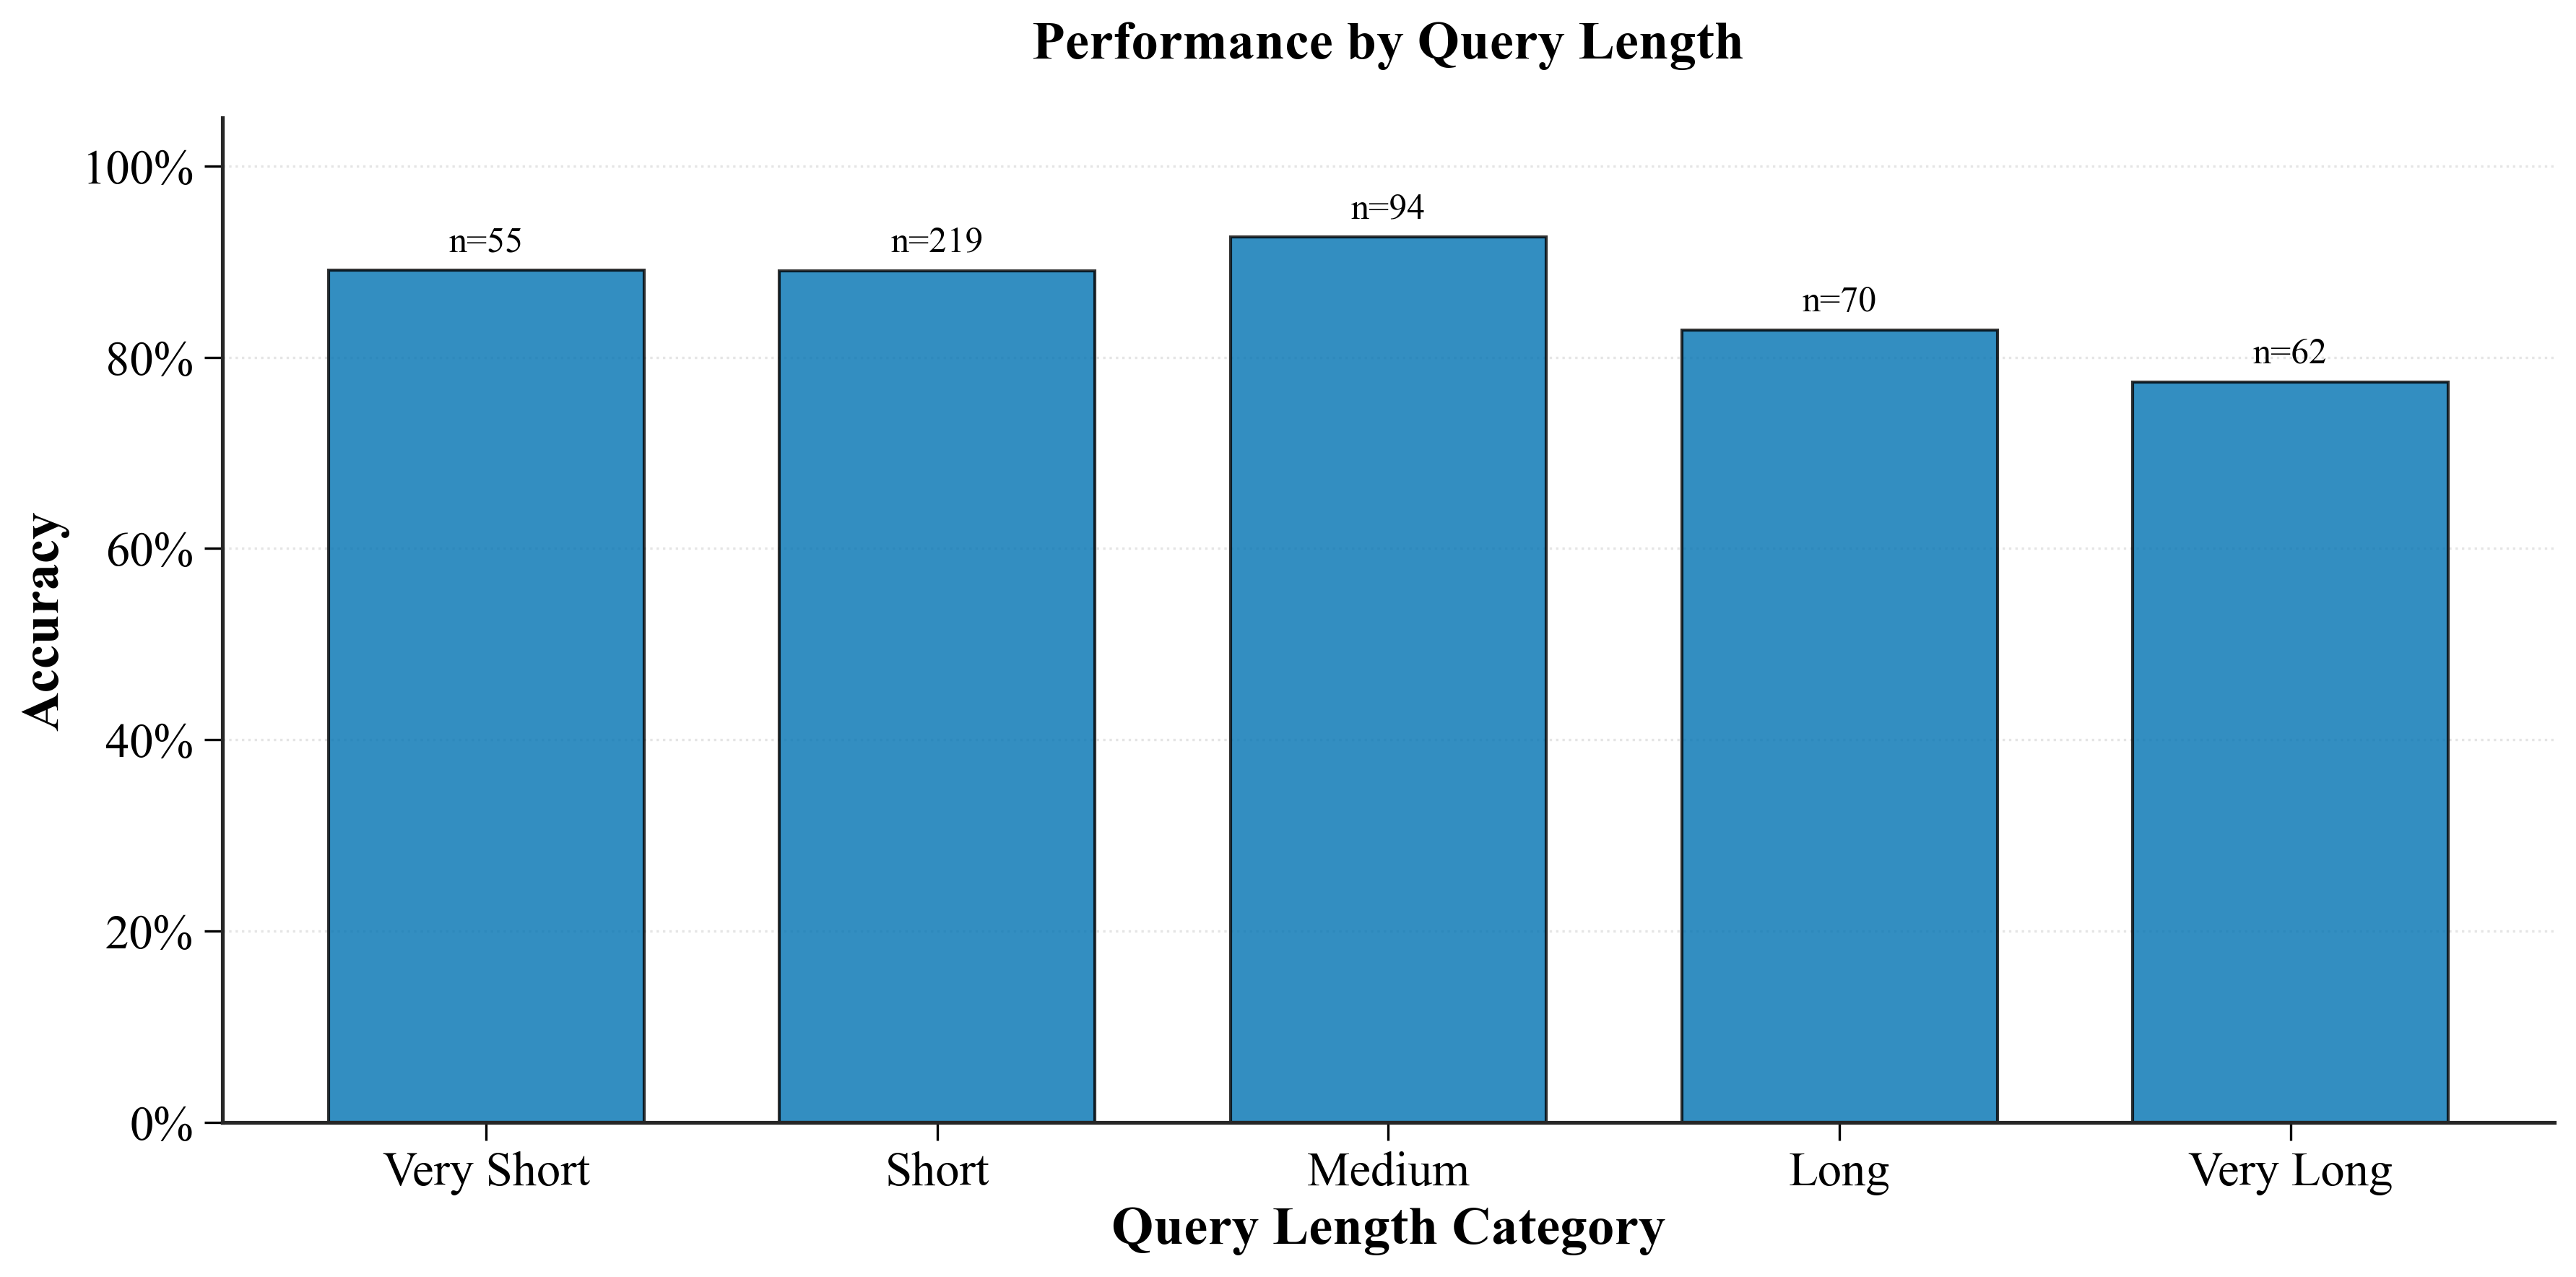 Performance by Query Length
100%
80%
60%
40%
20%
0%
Accuracy
n=55
n=219
n=94
n=70
n=62
Very Short
Short
Medium
Long
Very Long
Query Length Category